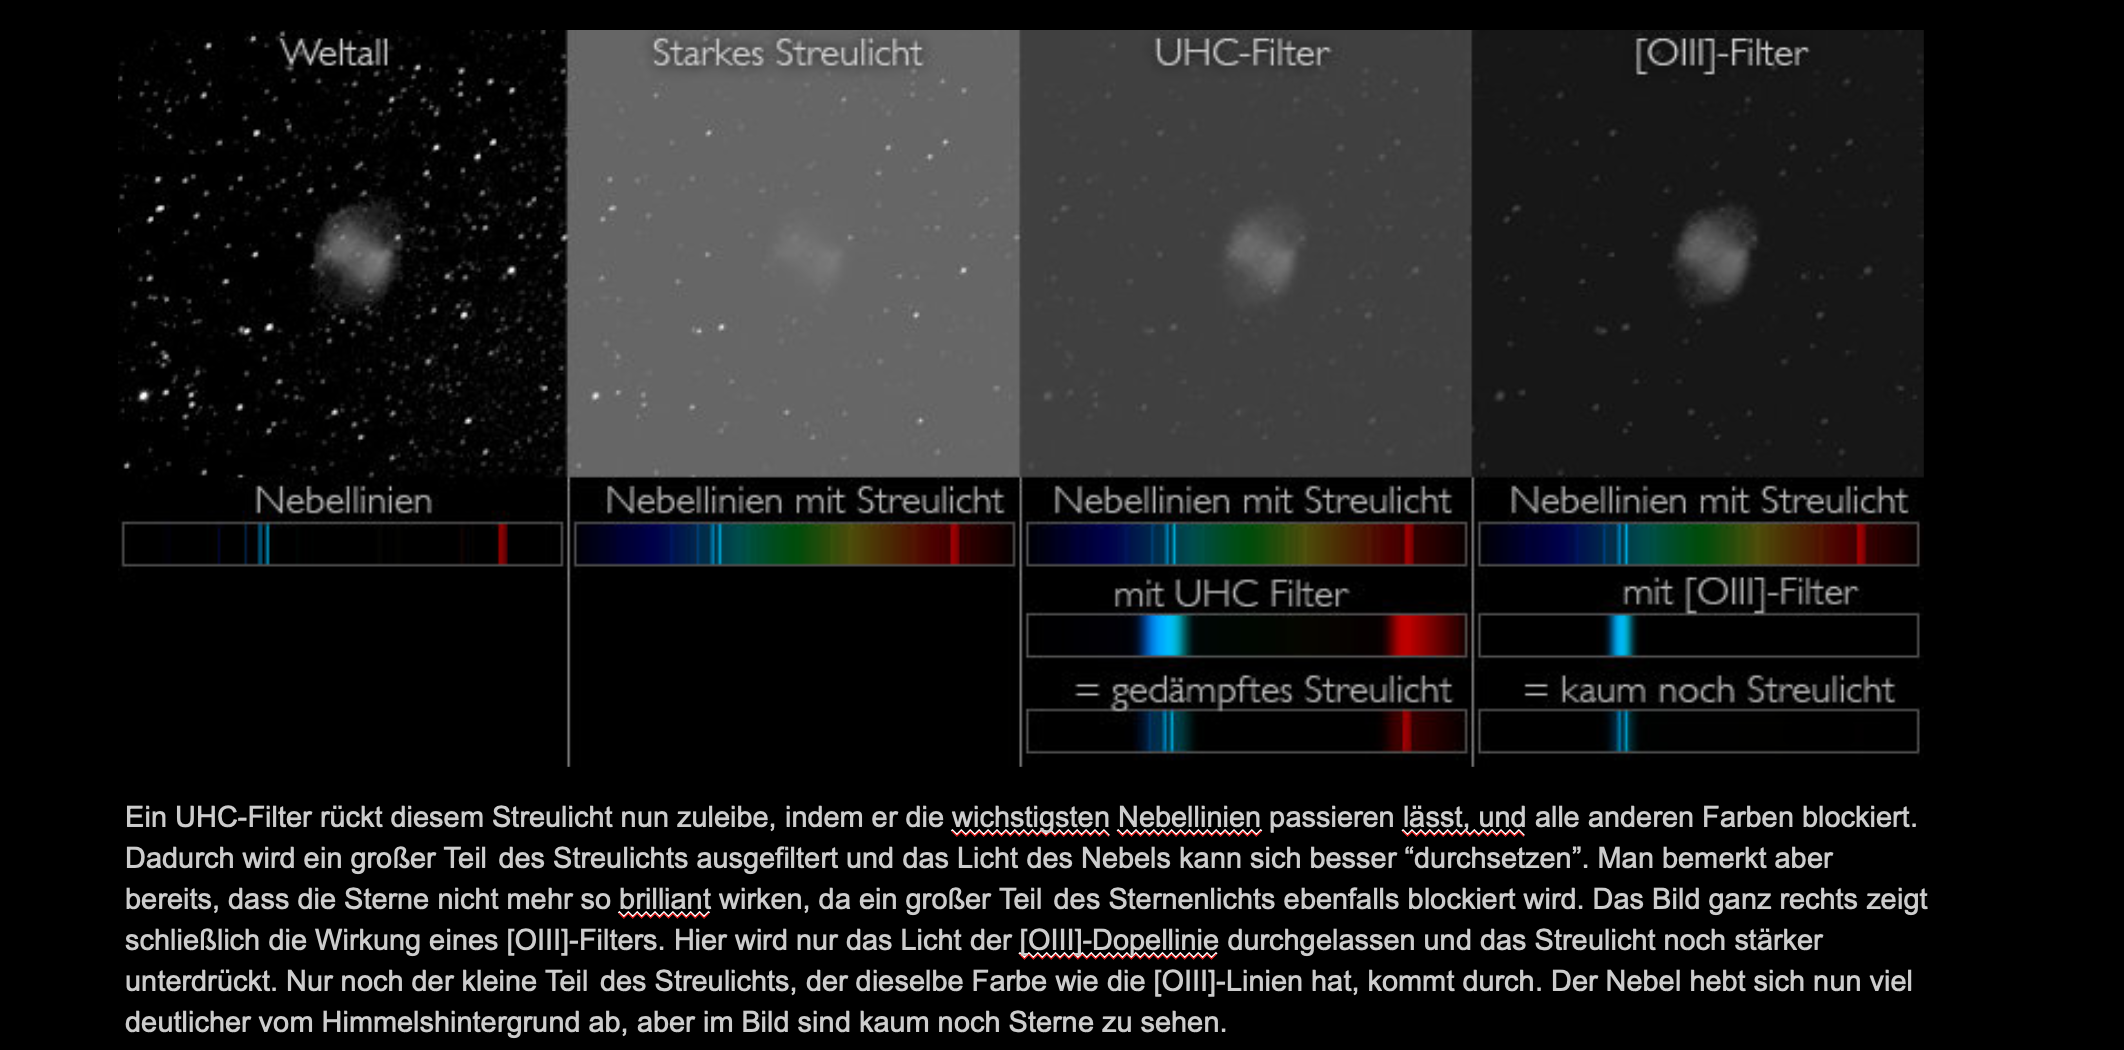 Weltall
Starkes Streulicht
UHC-Filter
[OIII]-Filter
Nebellinien
Nebellinien mit Streulicht
Nebellinien mit Streulicht
Nebellinien mit Streulicht
mit UHC Filter
mit [OIII]-Filter
= gedämpftes Streulicht
= kaum noch Streulicht
Ein UHC-Filter rückt diesem Streulicht nun zuleibe, indem er die wichstigsten Nebellinien passieren lässt, und alle anderen Farben blockiert.
Dadurch wird ein großer Teil des Streulichts ausgefiltert und das Licht des Nebels kann sich besser “durchsetzen”. Man bemerkt aber
bereits, dass die Sterne nicht mehr so brilliant wirken, da ein großer Teil des Sternenlichts ebenfalls blockiert wird. Das Bild ganz rechts zeigt
schließlich die Wirkung eines [OIII]-Filters. Hier wird nur das Licht der [OIII]-Dopellinie durchgelassen und das Streulicht noch stärker
unterdrückt. Nur noch der kleine Teil des Streulichts, der dieselbe Farbe wie die [OIII]-Linien hat, kommt durch. Der Nebel hebt sich nun viel
deutlicher vom Himmelshintergrund ab, aber im Bild sind kaum noch Sterne zu sehen.